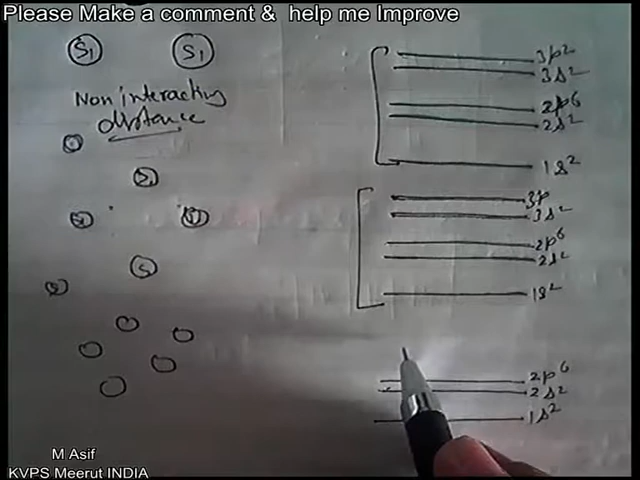 Please Make a comment & help me Improve
S1 S1
Non interacting
distance
3p²
3s²
2p⁶
2s²
1s²
3p
3s²
2p⁶
2s²
1s²
2p⁶
2s²
1s²
M Asif
KVPS Meerut INDIA